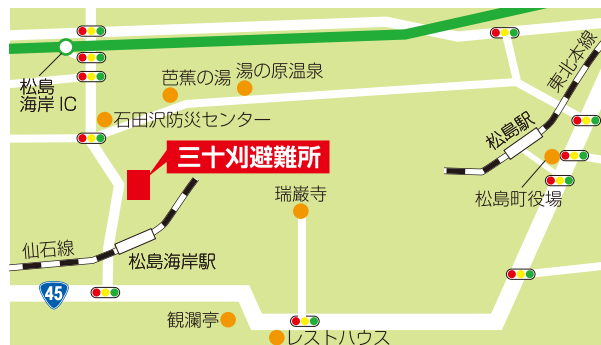 東北本線
松島
海岸IC
芭蕉の湯
湯の原温泉
石田沢防災センター
松島駅
三十刈避難所
瑞巌寺
松島町役場
仙石線
松島海岸駅
45
観瀾亭
レストハウス